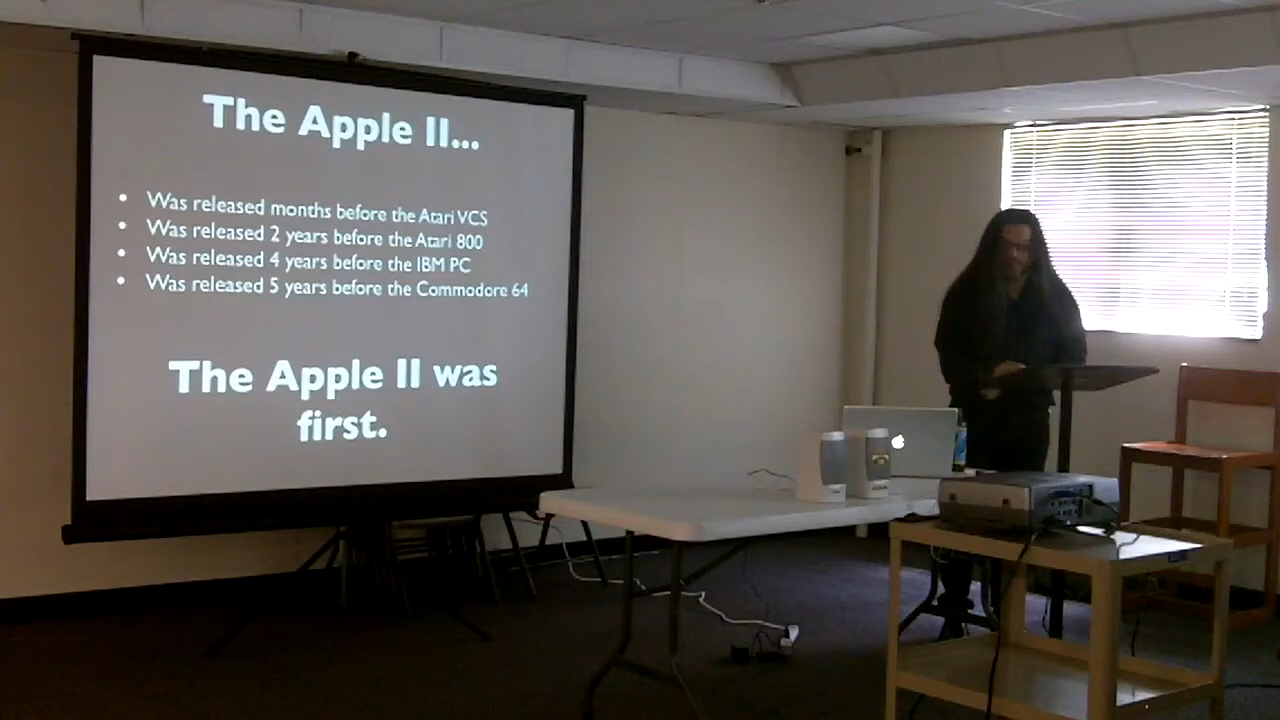 The Apple II...
• Was released months before the Atari VCS
• Was released 2 years before the Atari 800
• Was released 4 years before the IBM PC
• Was released 5 years before the Commodore 64
The Apple II was
first.